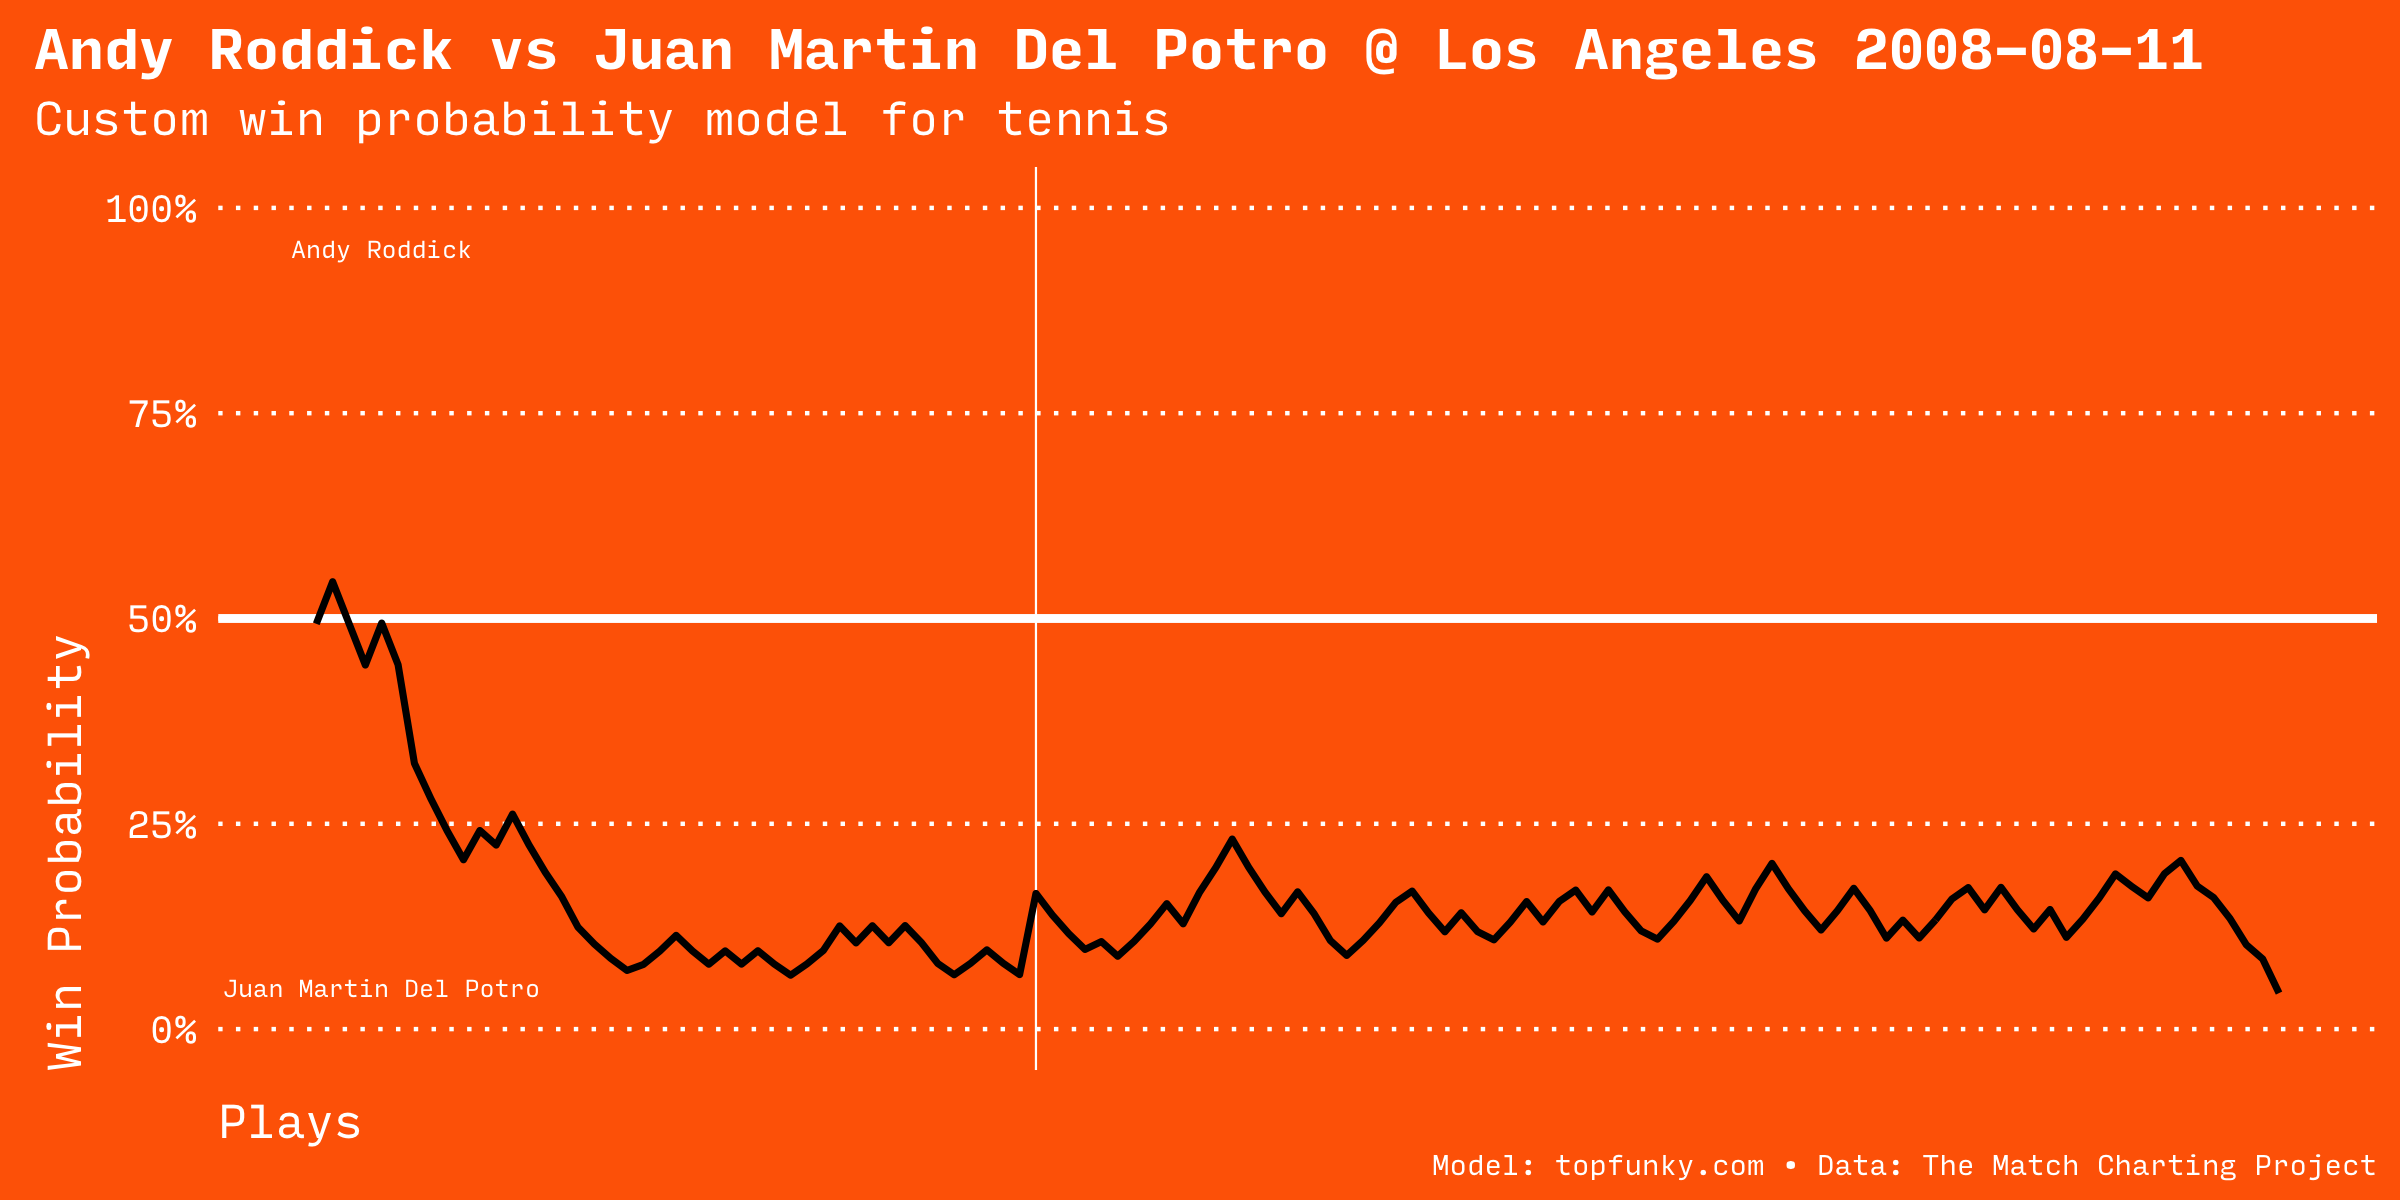 Andy Roddick vs Juan Martin Del Potro @ Los Angeles 2008-08-11
Custom win probability model for tennis
100%
Andy Roddick
75%
50%
25%
Juan Martin Del Potro
0%
Win Probability
Plays
Model: topfunky.com • Data: The Match Charting Project